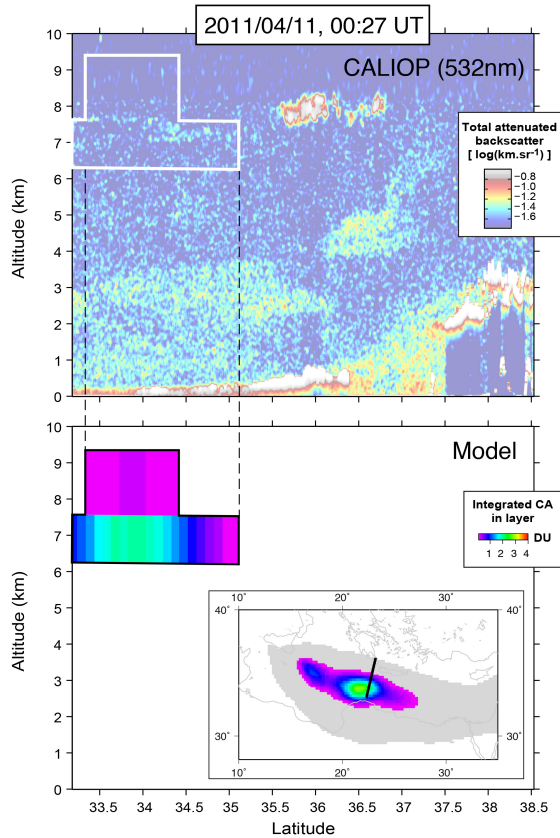 2011/04/11, 00:27 UT
CALIOP (532nm)
Total attenuated
backscatter
[ log(km.sr⁻¹) ]
−0.8
−1.0
−1.2
−1.4
−1.6
Altitude (km)
10
9
8
7
6
5
4
3
2
1
0
Model
Integrated CA
in layer
DU
1 2 3 4
Altitude (km)
10
9
8
7
6
5
4
3
2
1
0
10˚ 20˚ 30˚
40˚ 40˚
30˚ 30˚
10˚ 20˚ 30˚
33.5 34 34.5 35 35.5 36 36.5 37 37.5 38 38.5
Latitude